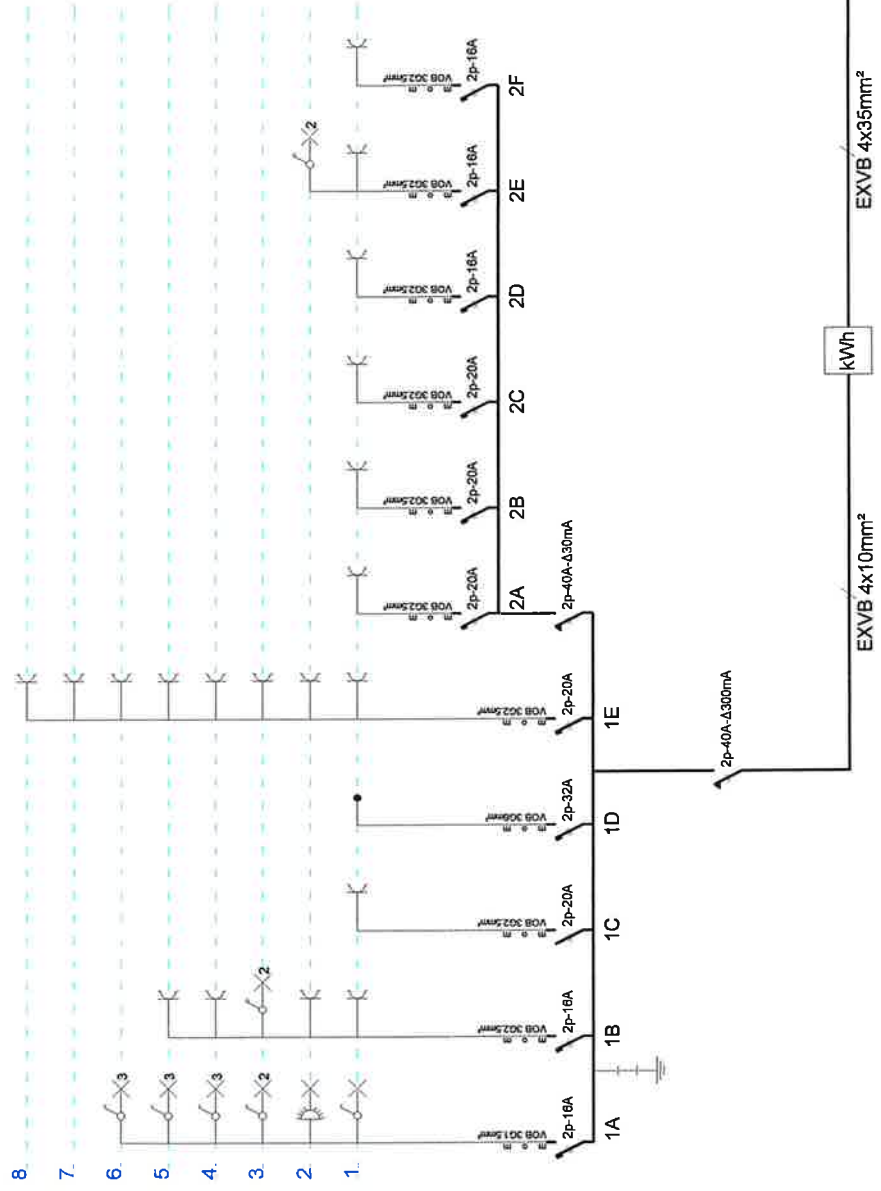 8.
7.
6.
5.
4.
3.
2.
1.
3
3
3
2
2
2
VOB 3G1.5mm²
VOB 3G2.5mm²
VOB 3G2.5mm²
VOB 3G6mm²
VOB 3G2.5mm²
VOB 3G2.5mm²
VOB 3G2.5mm²
VOB 3G2.5mm²
VOB 3G2.5mm²
VOB 3G2.5mm²
VOB 3G2.5mm²
2p-16A
2p-16A
2p-20A
2p-32A
2p-20A
2p-20A
2p-20A
2p-20A
2p-16A
2p-16A
2p-16A
1A
1B
1C
1D
1E
2A
2B
2C
2D
2E
2F
2p-40A-Δ30mA
2p-40A-Δ300mA
EXVB 4x10mm²
kWh
EXVB 4x35mm²